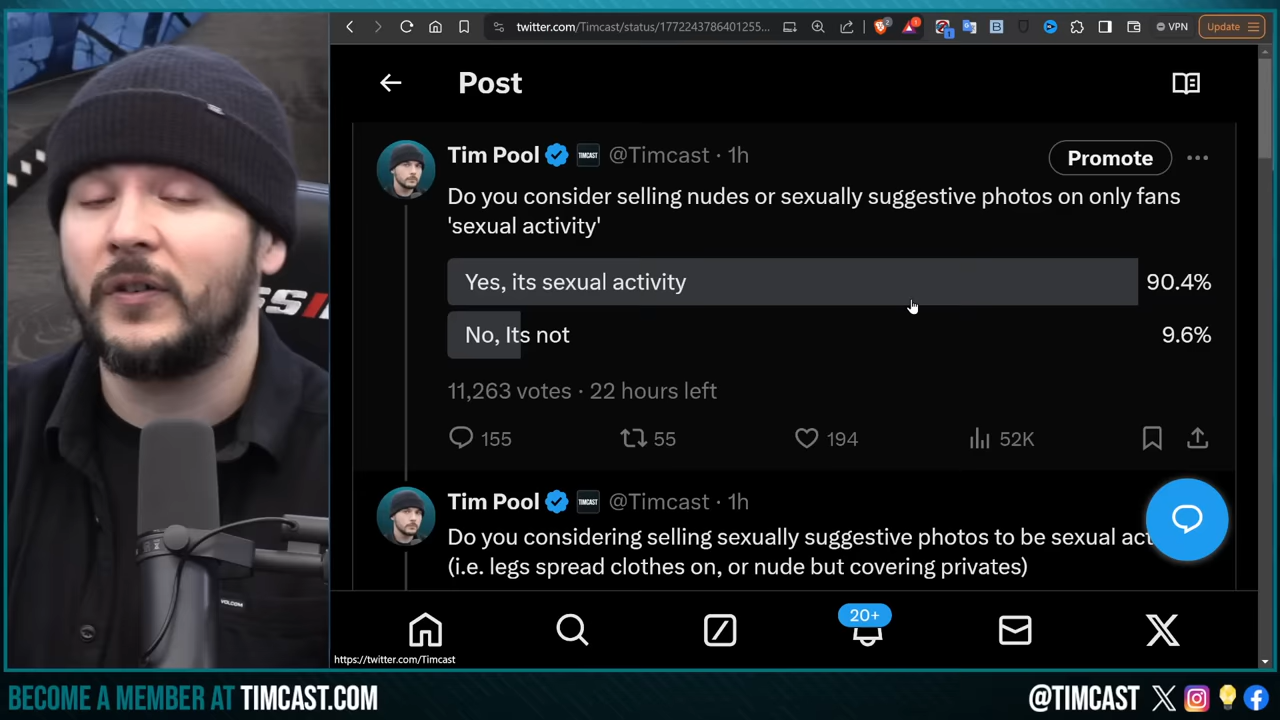 twitter.com/Timcast/status/1772243786401255...
VPN
Update
Post
Tim Pool TIMCAST @Timcast · 1h
Promote
Do you consider selling nudes or sexually suggestive photos on only fans
'sexual activity'
Yes, its sexual activity 90.4%
No, Its not 9.6%
11,263 votes · 22 hours left
155 55 194 52K
Tim Pool TIMCAST @Timcast · 1h
Do you considering selling sexually suggestive photos to be sexual act
(i.e. legs spread clothes on, or nude but covering privates)
20+
https://twitter.com/Timcast
VOLCOM
BECOME A MEMBER AT TIMCAST.COM
@TIMCAST